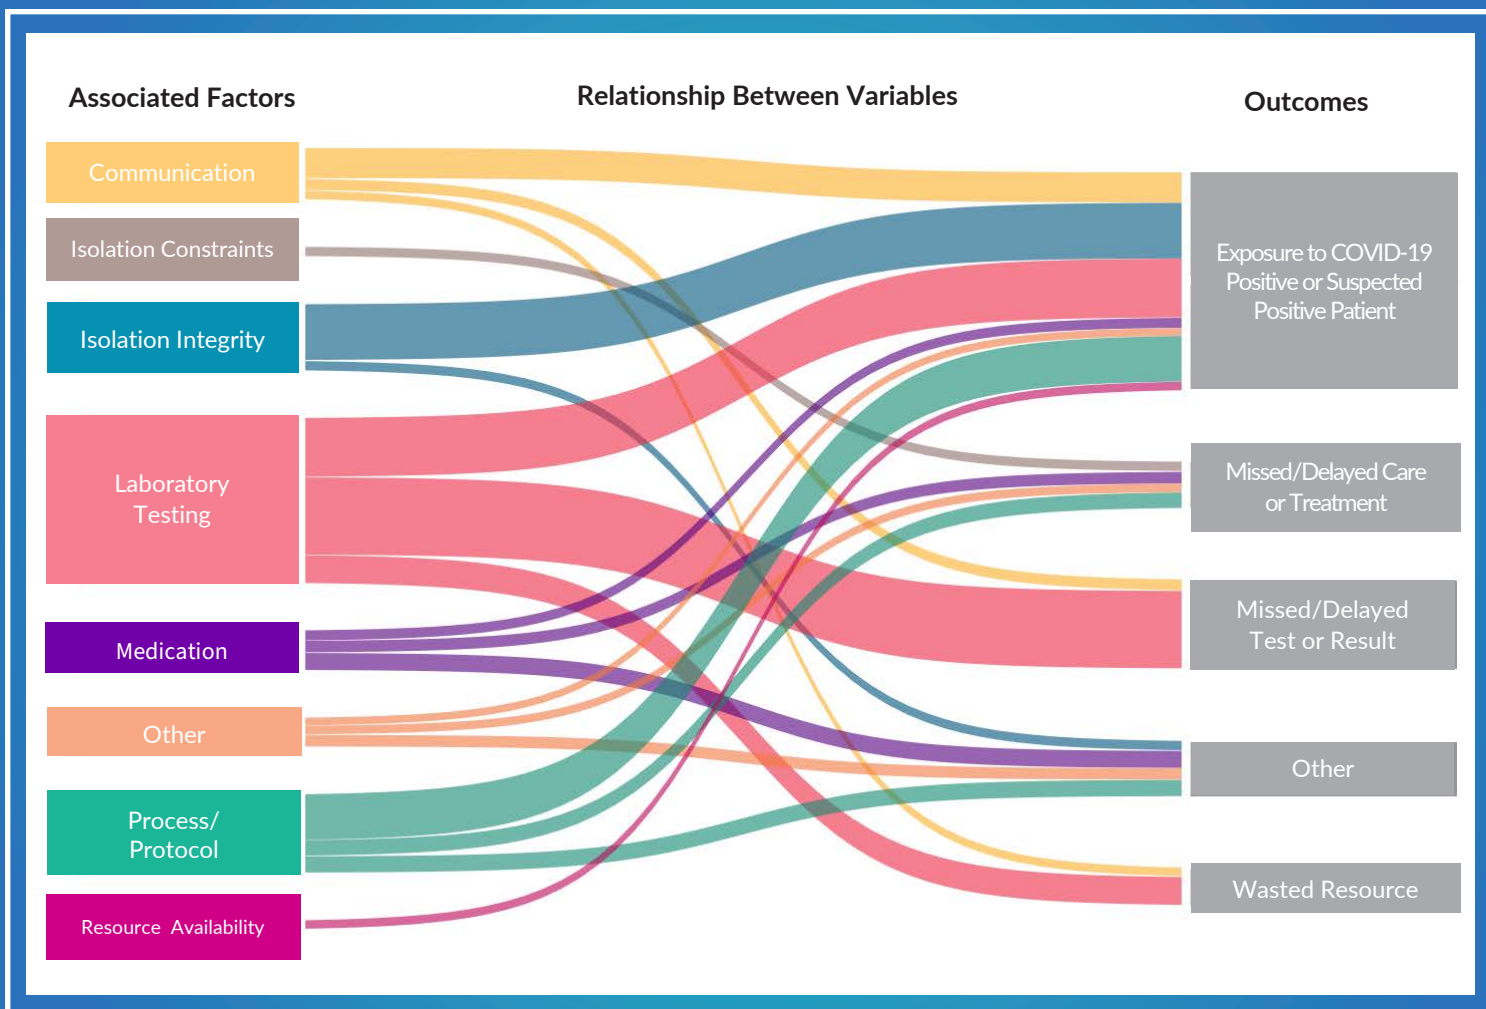 Associated Factors
Relationship Between Variables
Outcomes
Communication
Isolation Constraints
Isolation Integrity
Laboratory
Testing
Medication
Other
Process/
Protocol
Resource Availability
Exposure to COVID-19
Positive or Suspected
Positive Patient
Missed/Delayed Care
or Treatment
Missed/Delayed
Test or Result
Other
Wasted Resource